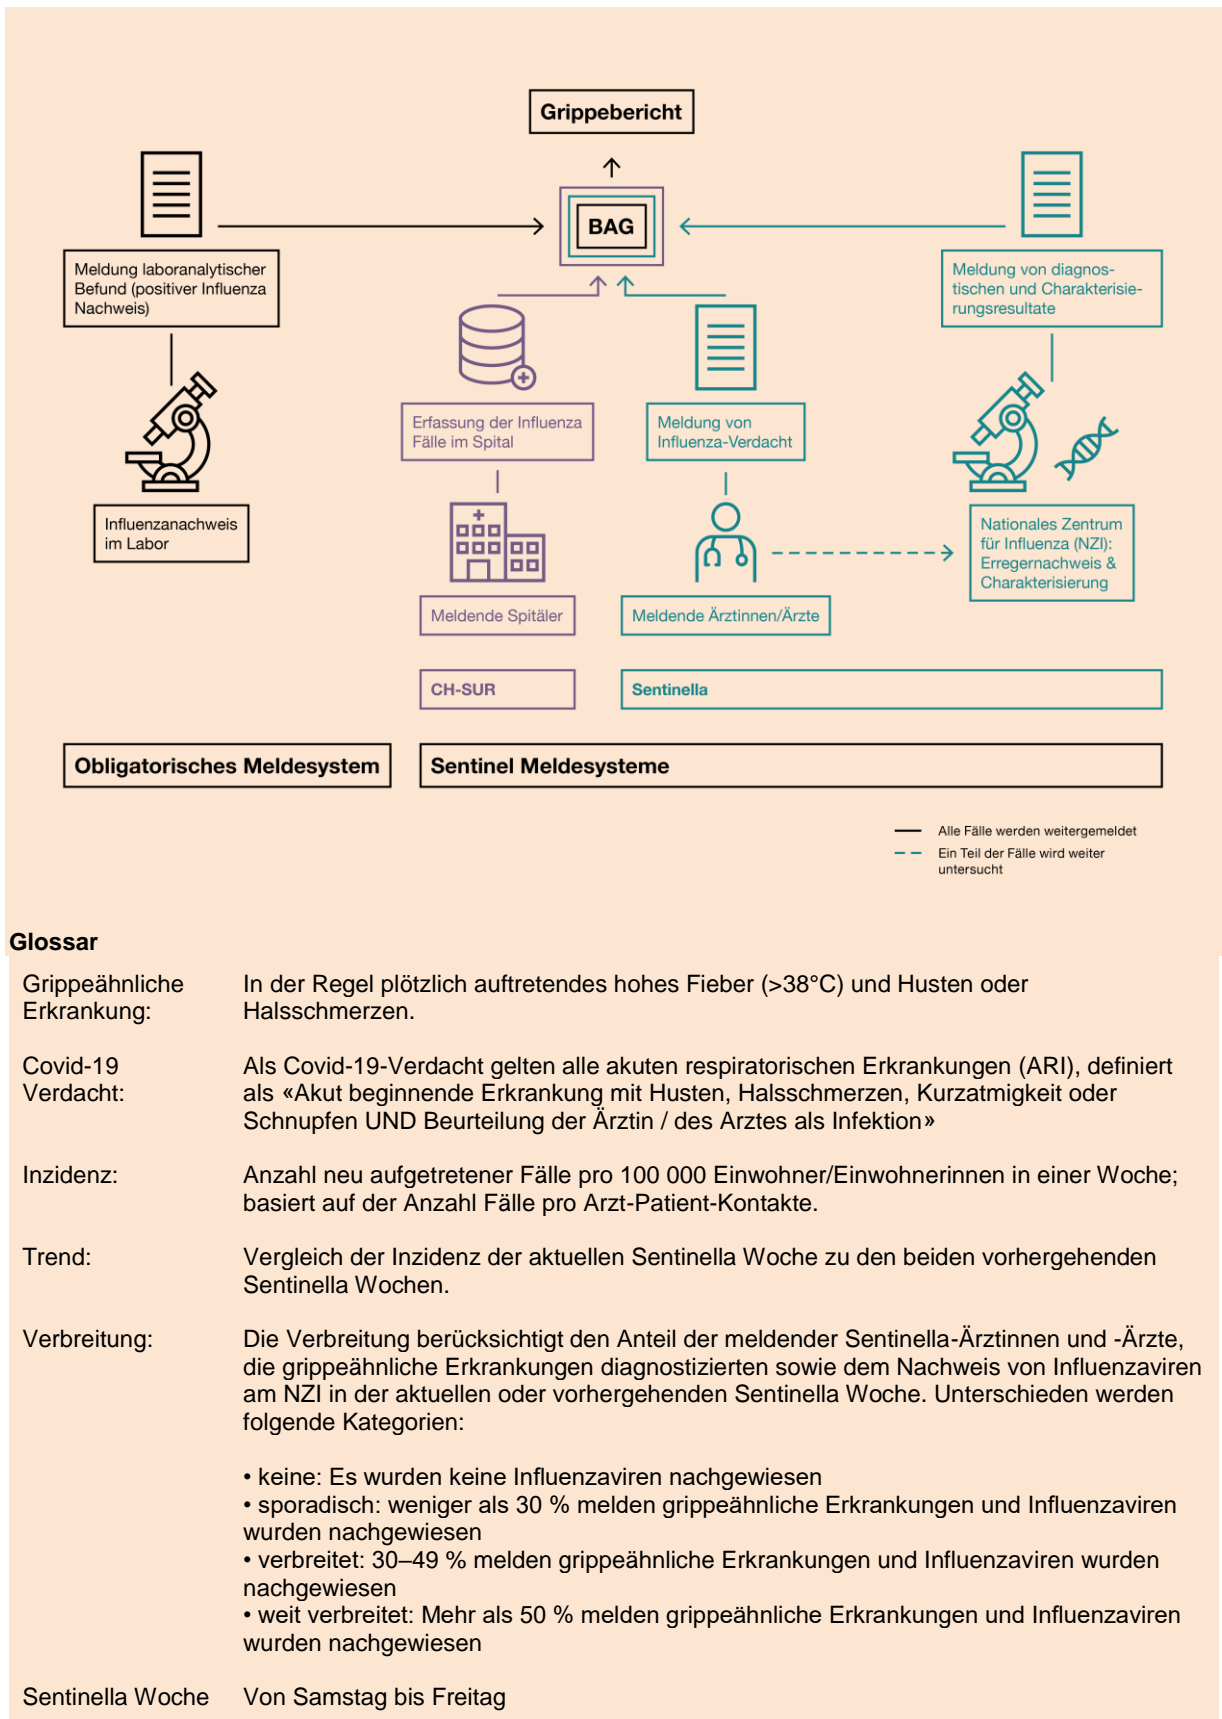 Grippebericht
BAG
Meldung laboranalytischer
Befund (positiver Influenza
Nachweis)
Meldung von diagnos-
tischen und Charakterisie-
rungsresultate
Erfassung der Influenza
Fälle im Spital
Meldung von
Influenza-Verdacht
Influenzanachweis
im Labor
Nationales Zentrum
für Influenza (NZI):
Erregernachweis &
Charakterisierung
Meldende Spitäler
Meldende Ärztinnen/Ärzte
CH-SUR
Sentinella
Obligatorisches Meldesystem
Sentinel Meldesysteme
Alle Fälle werden weitergemeldet
Ein Teil der Fälle wird weiter
untersucht
Glossar
Grippeähnliche
Erkrankung:
In der Regel plötzlich auftretendes hohes Fieber (>38°C) und Husten oder
Halsschmerzen.
Covid-19
Verdacht:
Als Covid-19-Verdacht gelten alle akuten respiratorischen Erkrankungen (ARI), definiert
als «Akut beginnende Erkrankung mit Husten, Halsschmerzen, Kurzatmigkeit oder
Schnupfen UND Beurteilung der Ärztin / des Arztes als Infektion»
Inzidenz:
Anzahl neu aufgetretener Fälle pro 100 000 Einwohner/Einwohnerinnen in einer Woche;
basiert auf der Anzahl Fälle pro Arzt-Patient-Kontakte.
Trend:
Vergleich der Inzidenz der aktuellen Sentinella Woche zu den beiden vorhergehenden
Sentinella Wochen.
Verbreitung:
Die Verbreitung berücksichtigt den Anteil der meldender Sentinella-Ärztinnen und -Ärzte,
die grippeähnliche Erkrankungen diagnostizierten sowie dem Nachweis von Influenzaviren
am NZI in der aktuellen oder vorhergehenden Sentinella Woche. Unterschieden werden
folgende Kategorien:
• keine: Es wurden keine Influenzaviren nachgewiesen
• sporadisch: weniger als 30 % melden grippeähnliche Erkrankungen und Influenzaviren
wurden nachgewiesen
• verbreitet: 30–49 % melden grippeähnliche Erkrankungen und Influenzaviren wurden
nachgewiesen
• weit verbreitet: Mehr als 50 % melden grippeähnliche Erkrankungen und Influenzaviren
wurden nachgewiesen
Sentinella Woche
Von Samstag bis Freitag